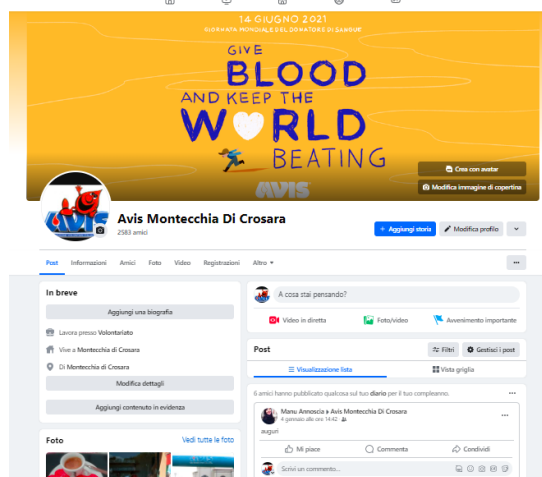 14 GIUGNO 2021
GIORNATA MONDIALE DEL DONATORE DI SANGUE
GIVE
BLOOD
AND KEEP THE
WORLD
BEATING
AVIS
Crea con avatar
Modifica immagine di copertina
AVIS
Avis Montecchia Di Crosara
2583 amici
+ Aggiungi storia
Modifica profilo
Post Informazioni Amici Foto Video Registrazioni Altro
In breve
Aggiungi una biografia
Lavora presso Volontariato
Vive a Montecchia di Crosara
Di Montecchia di Crosara
Modifica dettagli
Aggiungi contenuto in evidenza
Foto
Vedi tutte le foto
A cosa stai pensando?
Video in diretta
Foto/video
Avvenimento importante
Post
Filtri
Gestisci i post
Visualizzazione lista
Vista griglia
6 amici hanno pubblicato qualcosa sul tuo diario per il tuo compleanno.
Manu Annoscia ▸ Avis Montecchia Di Crosara
4 gennaio alle ore 14:42
auguri
Mi piace
Commenta
Condividi
Scrivi un commento...